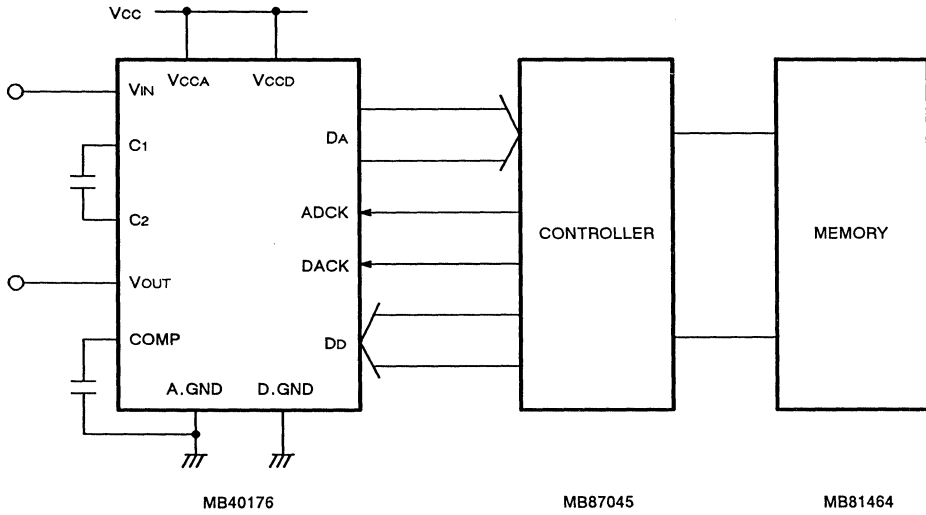 Vcc
VIN
VCCA
VCCD
C1
C2
VOUT
COMP
A.GND
D.GND
DA
ADCK
DACK
DD
CONTROLLER
MEMORY
MB40176
MB87045
MB81464